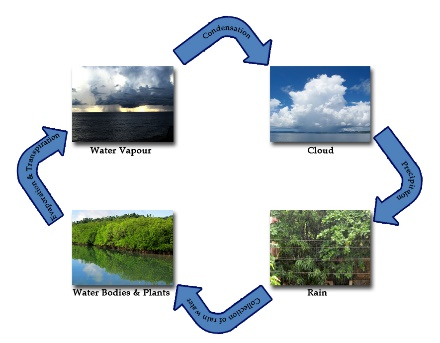 Condensation
Water Vapour
Cloud
Evaporation & Transpiration
Precipitation
Water Bodies & Plants
Collection of rain water
Rain